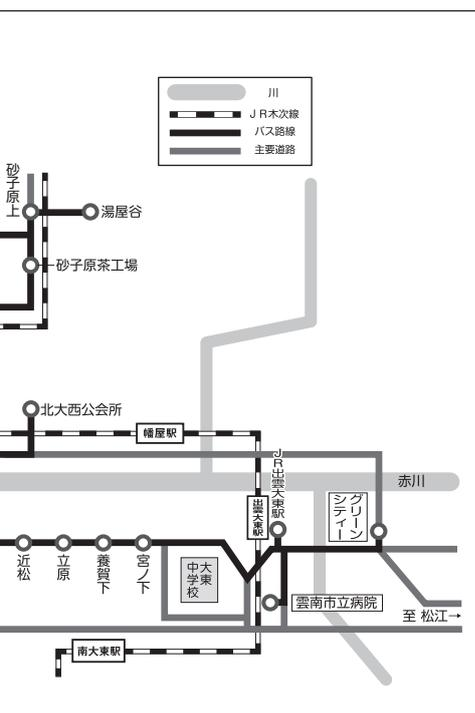 川
ＪＲ木次線
バス路線
主要道路
砂子原上
湯屋谷
砂子原茶工場
北大西公会所
幡屋駅
ＪＲ出雲大東駅
出雲大東駅
グリーン
シティー
赤川
近松
立原
養賀下
宮ノ下
大東
中学校
雲南市立病院
至 松江→
南大東駅